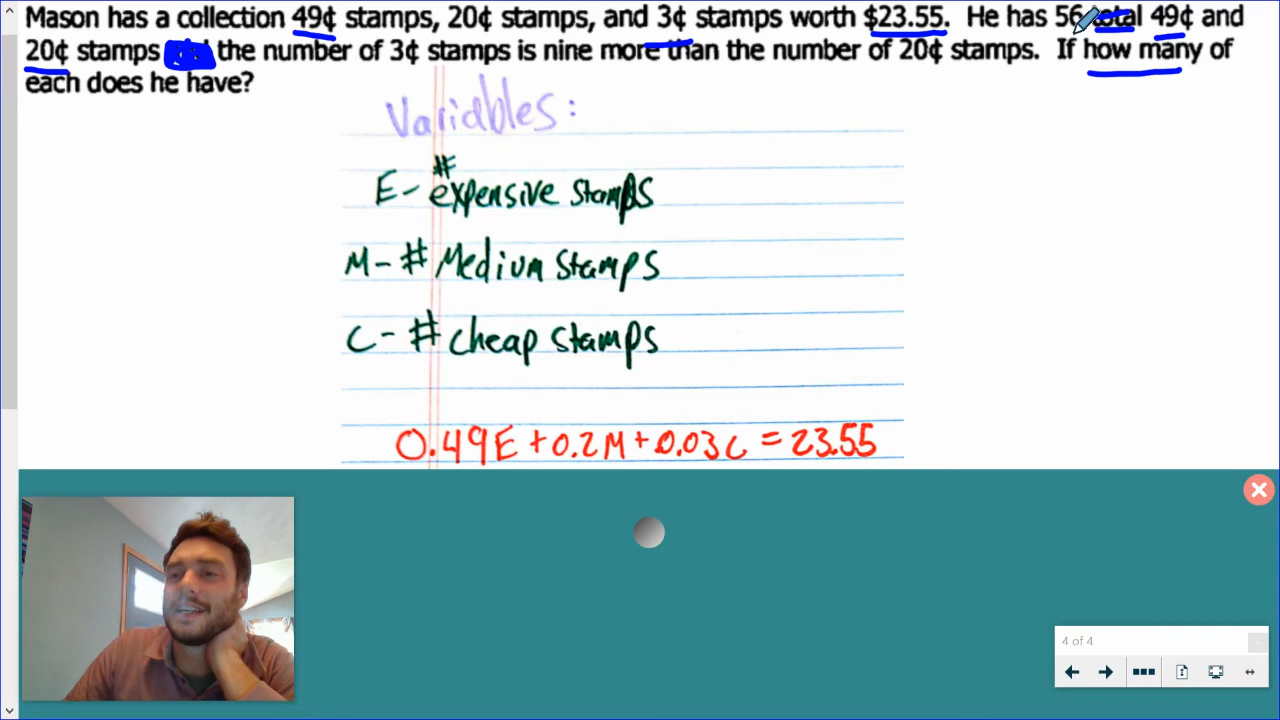 Mason has a collection 49¢ stamps, 20¢ stamps, and 3¢ stamps worth $23.55. He has 56 total 49¢ and
20¢ stamps the number of 3¢ stamps is nine more than the number of 20¢ stamps. If how many of
each does he have?
Variables:
E- # expensive stamps
M- # Medium stamps
C- # cheap stamps
0.49E + 0.2M + 0.03C = 23.55
4 of 4